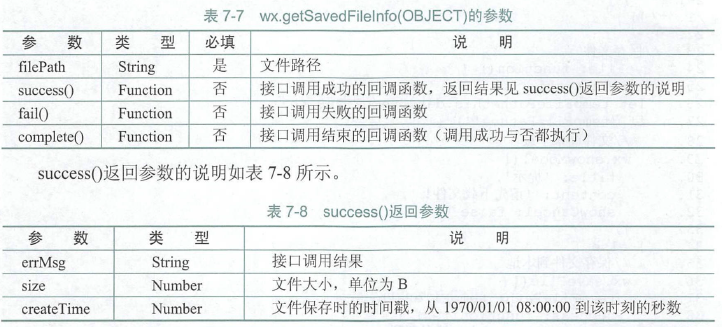 表 7-7 wx.getSavedFileInfo(OBJECT)的参数
参 数 类 型 必填 说 明
filePath String 是 文件路径
success() Function 否 接口调用成功的回调函数，返回结果见 success()返回参数的说明
fail() Function 否 接口调用失败的回调函数
complete() Function 否 接口调用结束的回调函数（调用成功与否都执行）
success()返回参数的说明如表 7-8 所示。
表 7-8 success()返回参数
参 数 类 型 说 明
errMsg String 接口调用结果
size Number 文件大小，单位为 B
createTime Number 文件保存时的时间戳，从 1970/01/01 08:00:00 到该时刻的秒数